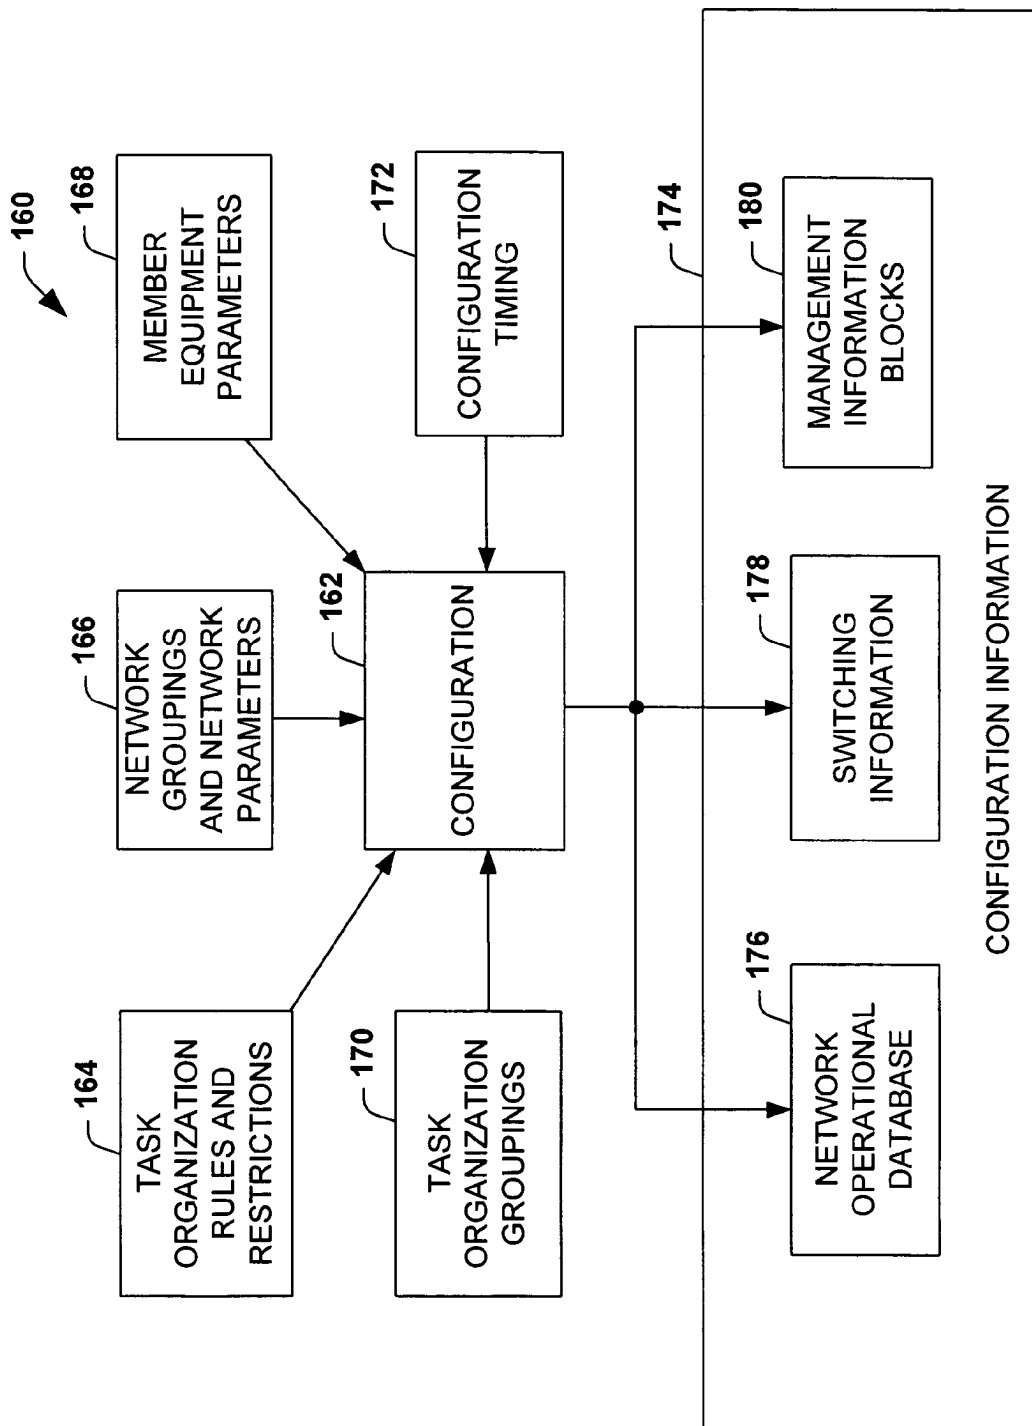 160
164
TASK
ORGANIZATION
RULES AND
RESTRICTIONS
166
NETWORK
GROUPINGS
AND NETWORK
PARAMETERS
168
MEMBER
EQUIPMENT
PARAMETERS
170
TASK
ORGANIZATION
GROUPINGS
162
CONFIGURATION
172
CONFIGURATION
TIMING
174
176
NETWORK
OPERATIONAL
DATABASE
178
SWITCHING
INFORMATION
180
MANAGEMENT
INFORMATION
BLOCKS
CONFIGURATION INFORMATION